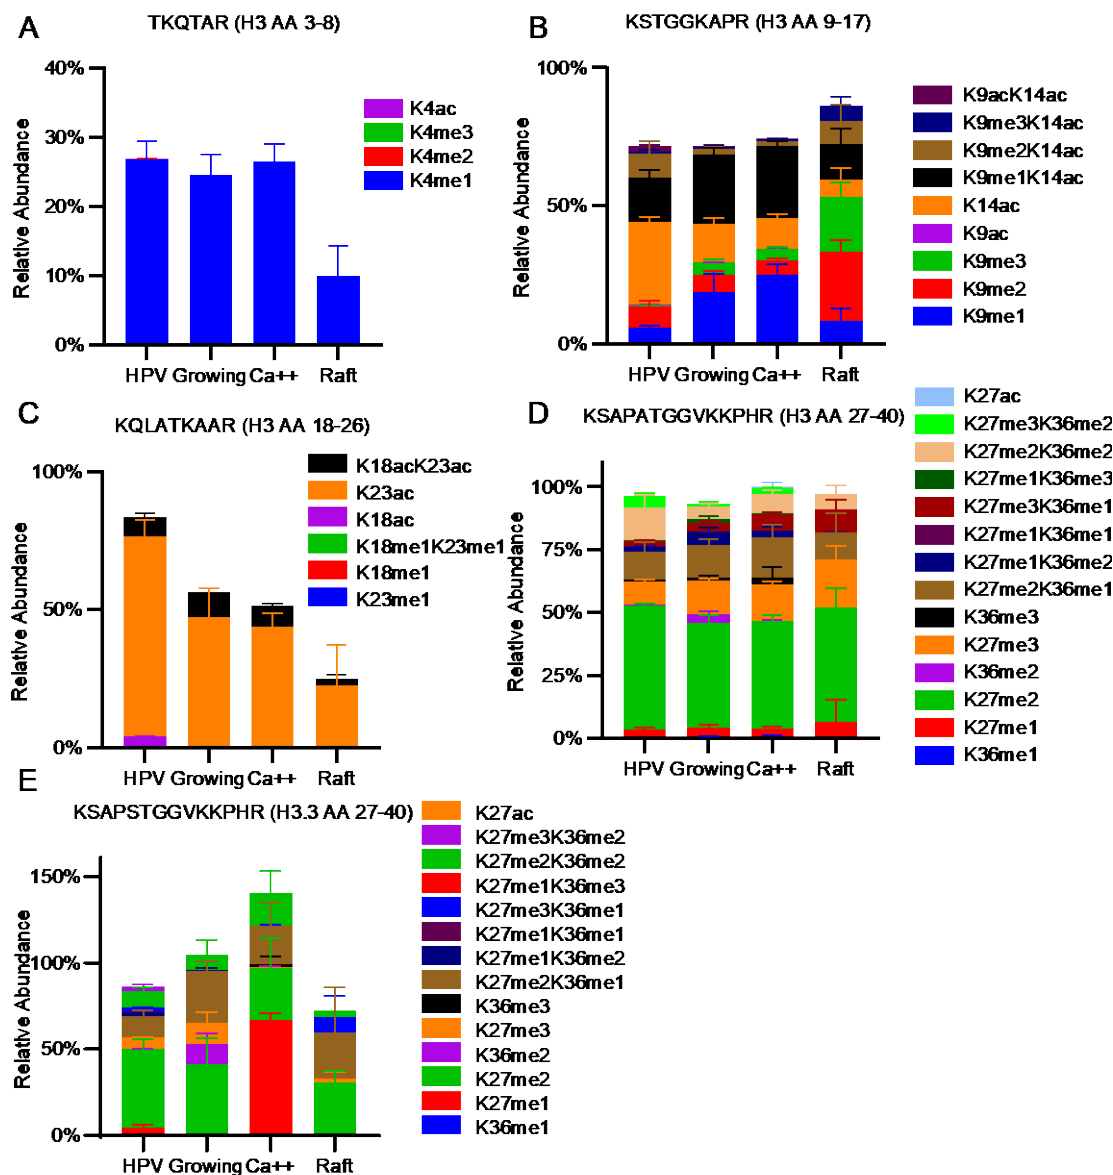 A
TKQTAR (H3 AA 3-8)
Relative Abundance
40%
30%
20%
10%
0%
HPV Growing Ca++ Raft
K4ac
K4me3
K4me2
K4me1
B
KSTGGKAPR (H3 AA 9-17)
Relative Abundance
100%
50%
0%
HPV Growing Ca++ Raft
K9acK14ac
K9me3K14ac
K9me2K14ac
K9me1K14ac
K14ac
K9ac
K9me3
K9me2
K9me1
C
KQLATKAAR (H3 AA 18-26)
Relative Abundance
100%
50%
0%
HPV Growing Ca++ Raft
K18acK23ac
K23ac
K18ac
K18me1K23me1
K18me1
K23me1
D
KSAPATGGVKKPHR (H3 AA 27-40)
Relative Abundance
100%
75%
50%
25%
0%
HPV Growing Ca++ Raft
K27ac
K27me3K36me2
K27me2K36me2
K27me1K36me3
K27me3K36me1
K27me1K36me1
K27me1K36me2
K27me2K36me1
K36me3
K27me3
K36me2
K27me2
K27me1
K36me1
E
KSAPSTGGVKKPHR (H3.3 AA 27-40)
Relative Abundance
150%
100%
50%
0%
HPV Growing Ca++ Raft
K27ac
K27me3K36me2
K27me2K36me2
K27me1K36me3
K27me3K36me1
K27me1K36me1
K27me1K36me2
K27me2K36me1
K36me3
K27me3
K36me2
K27me2
K27me1
K36me1